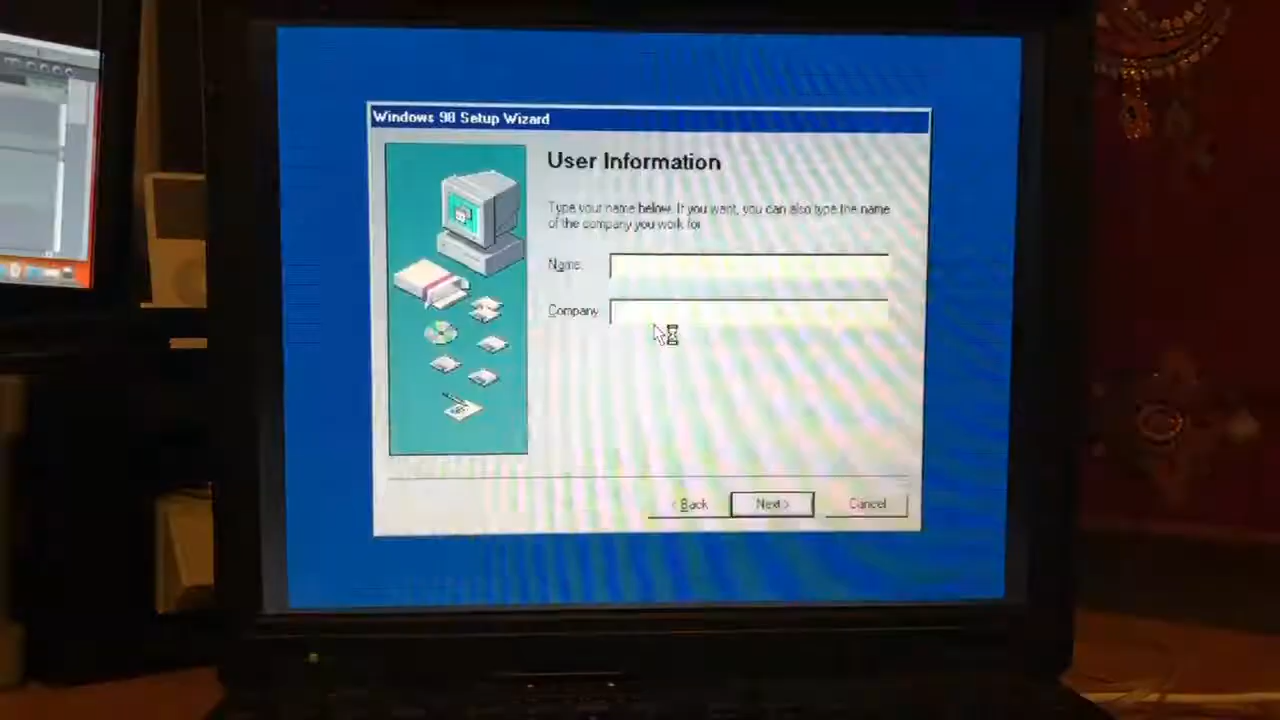 Windows 98 Setup Wizard
User Information
Type your name below. If you want, you can also type the name
of the company you work for
Name:
Company
< Back
Next >
Cancel